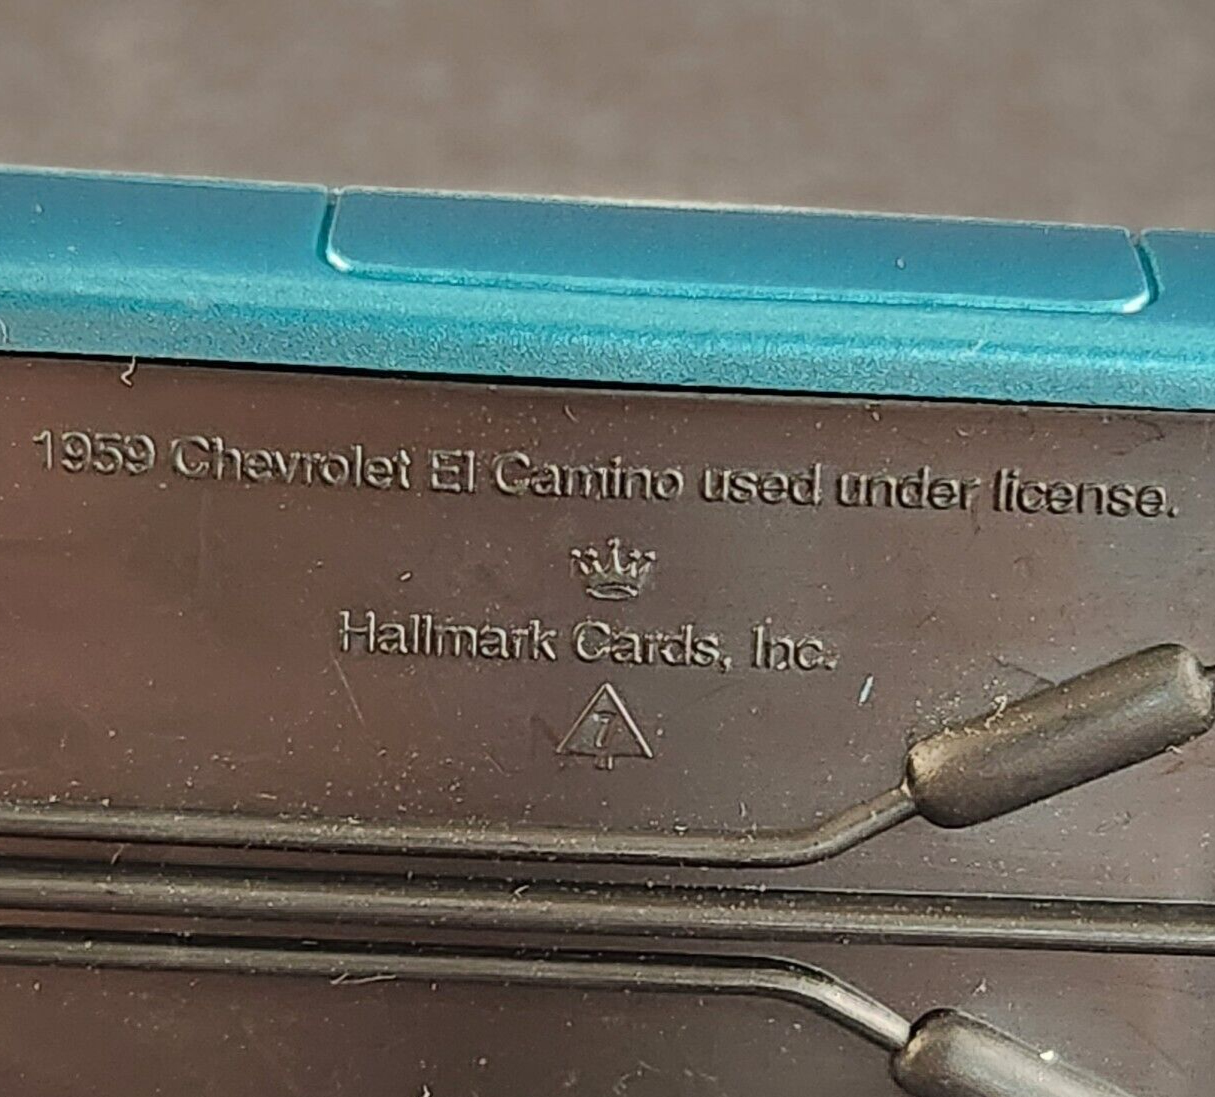 1959 Chevrolet El Camino used under license.
Hallmark Cards, Inc.
7